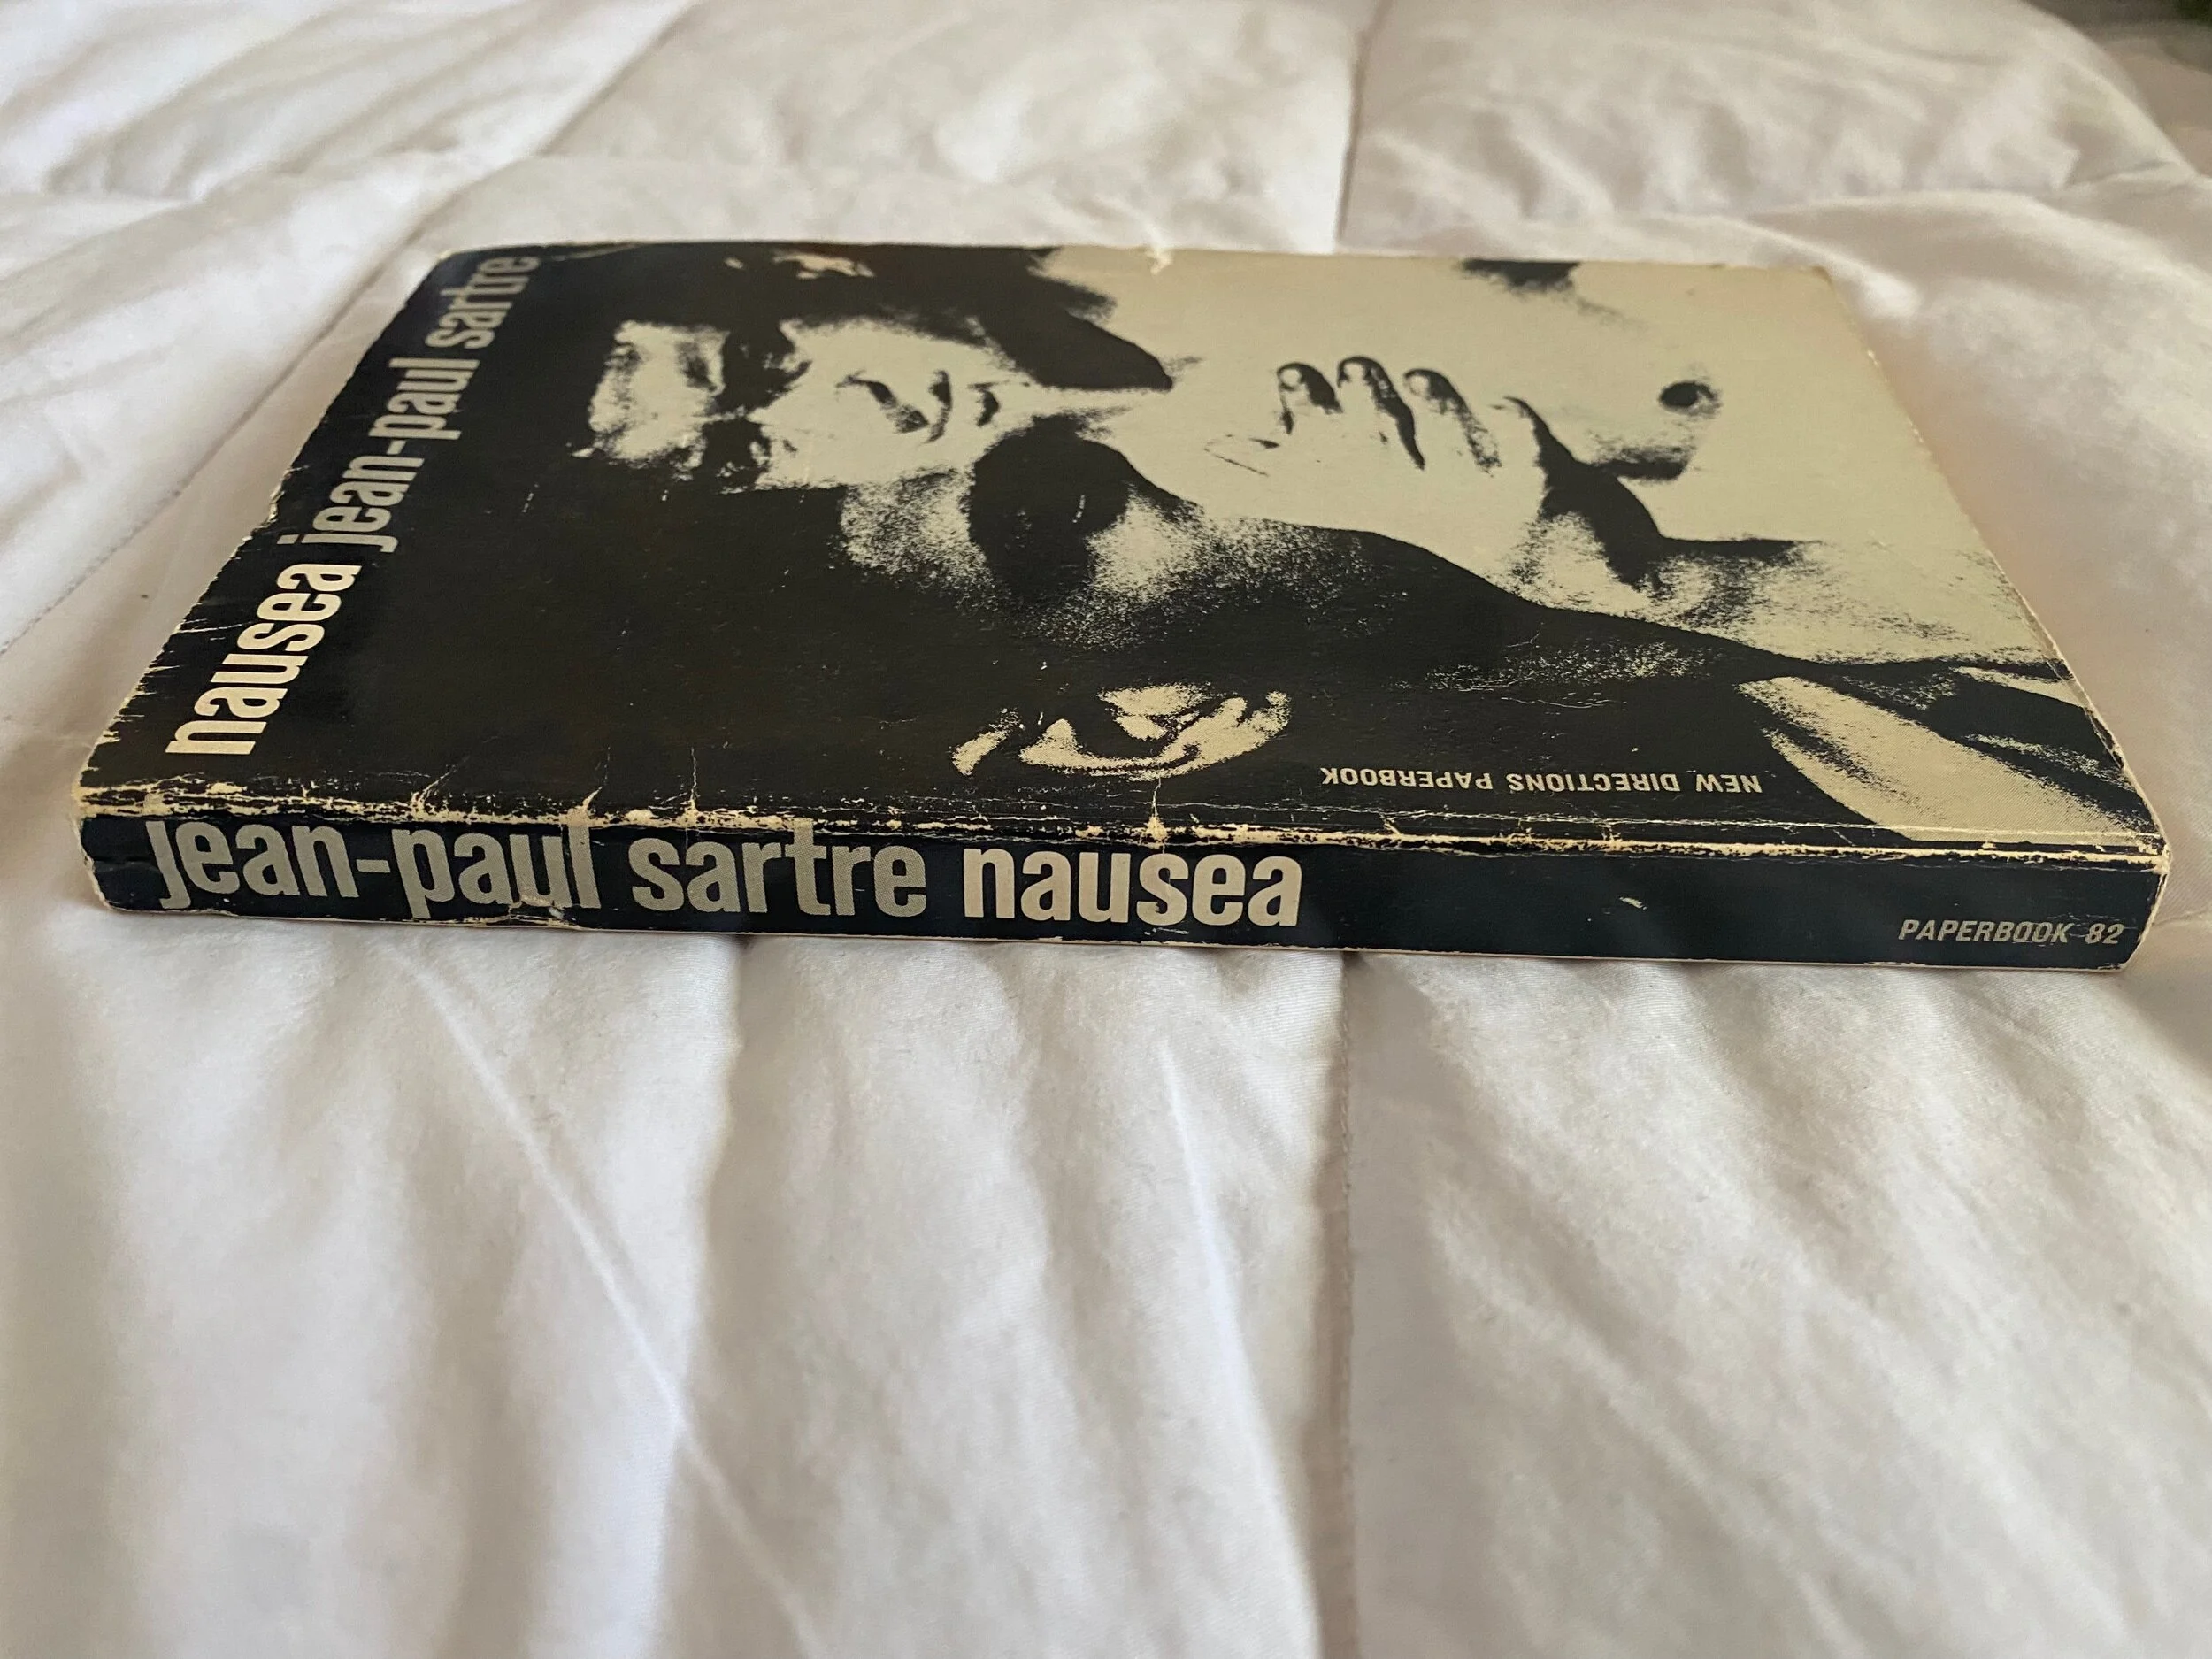 nausea jean-paul sartre
NEW DIRECTIONS PAPERBOOK
jean-paul sartre nausea
PAPERBOOK 82